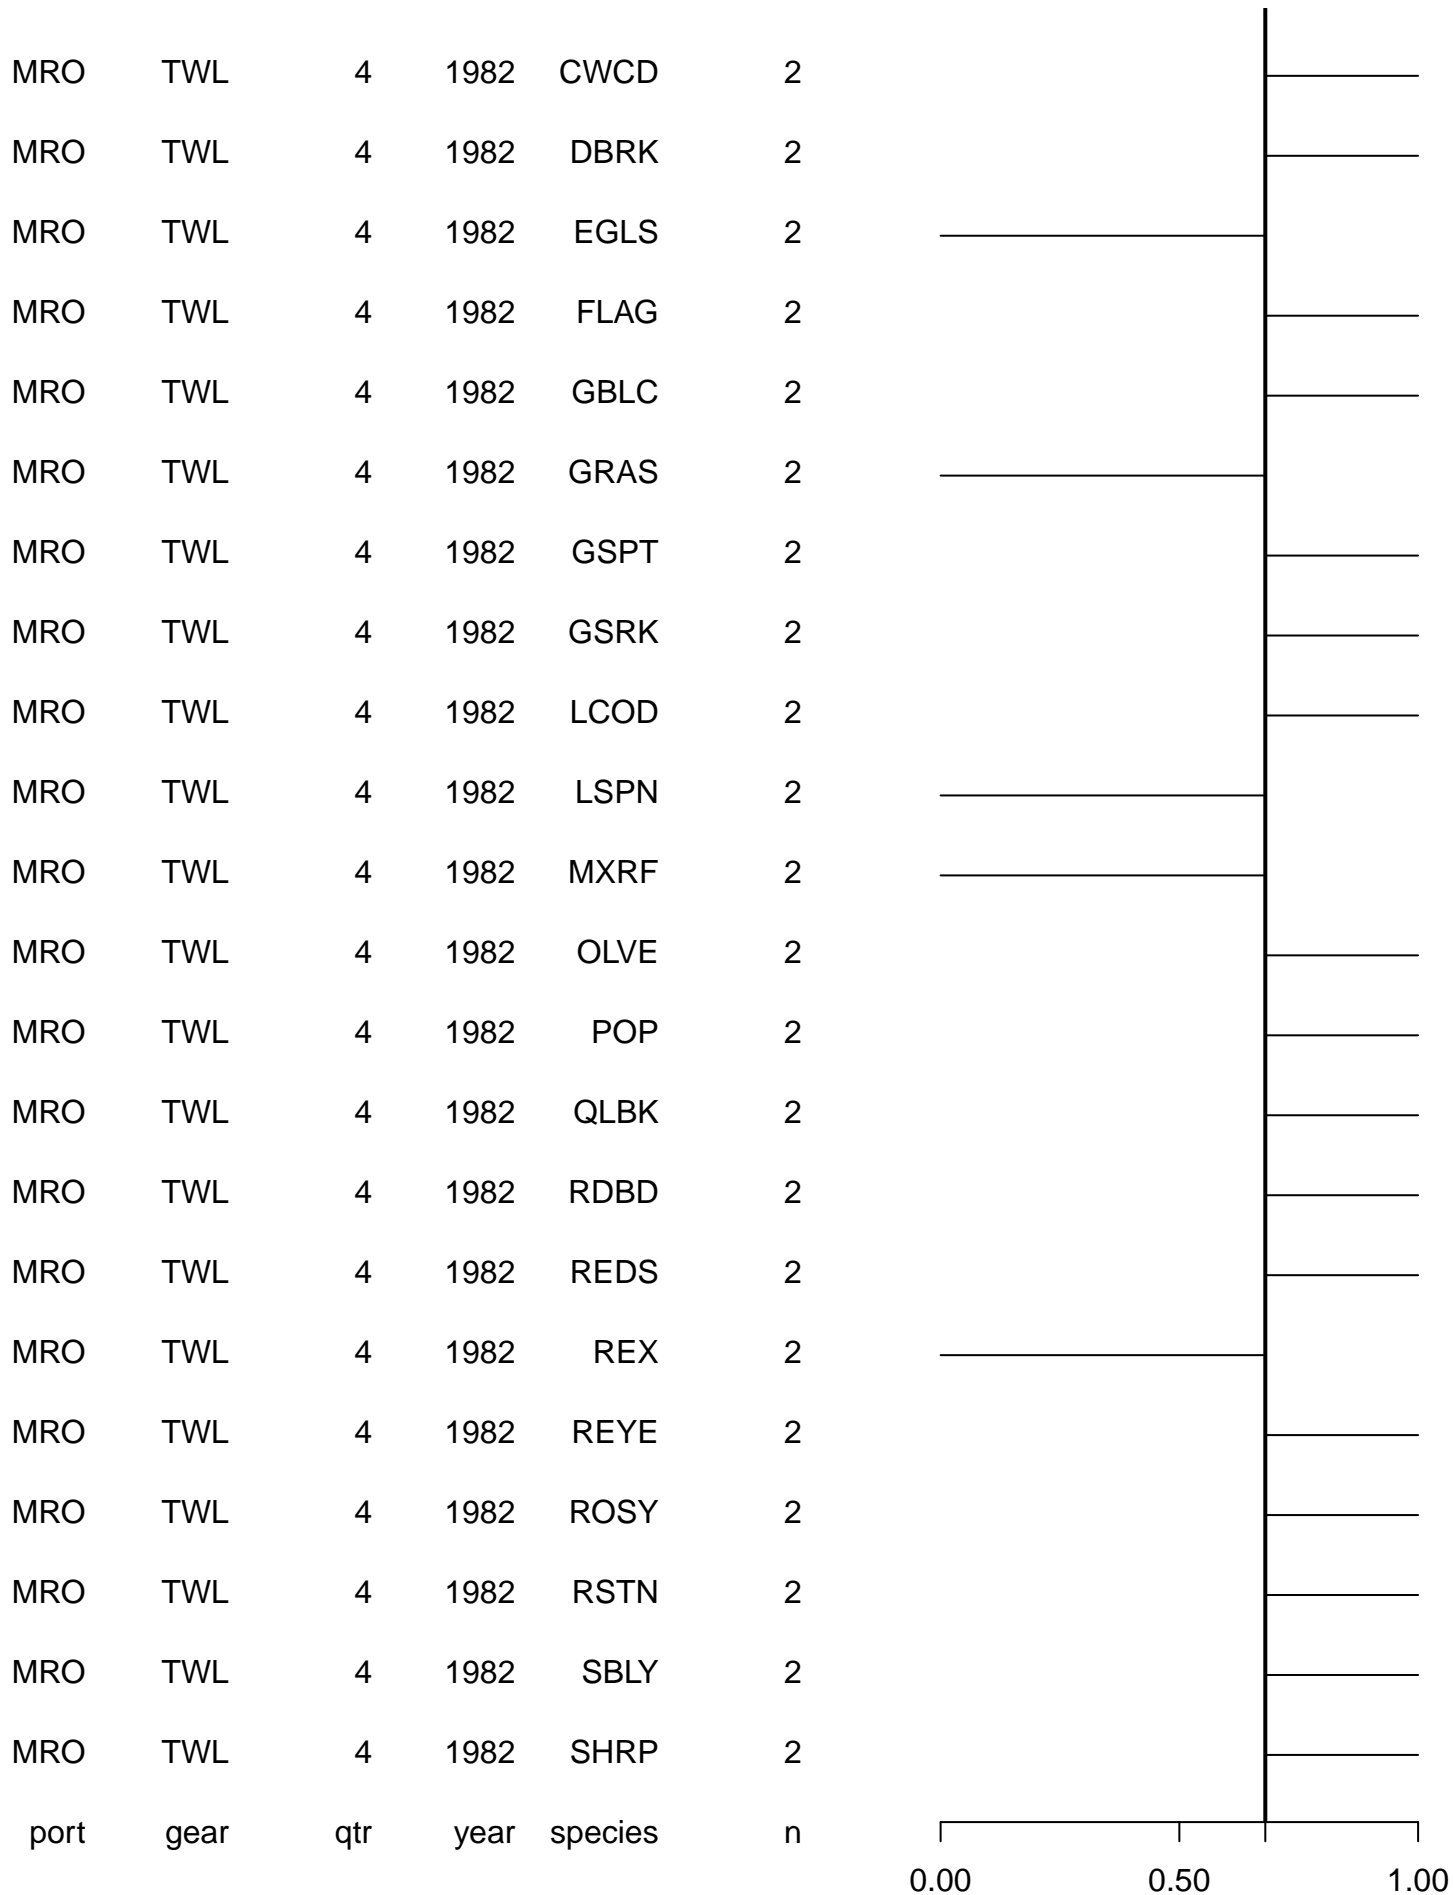 MRO TWL 4 1982 CWCD 2
MRO TWL 4 1982 DBRK 2
MRO TWL 4 1982 EGLS 2
MRO TWL 4 1982 FLAG 2
MRO TWL 4 1982 GBLC 2
MRO TWL 4 1982 GRAS 2
MRO TWL 4 1982 GSPT 2
MRO TWL 4 1982 GSRK 2
MRO TWL 4 1982 LCOD 2
MRO TWL 4 1982 LSPN 2
MRO TWL 4 1982 MXRF 2
MRO TWL 4 1982 OLVE 2
MRO TWL 4 1982 POP 2
MRO TWL 4 1982 QLBK 2
MRO TWL 4 1982 RDBD 2
MRO TWL 4 1982 REDS 2
MRO TWL 4 1982 REX 2
MRO TWL 4 1982 REYE 2
MRO TWL 4 1982 ROSY 2
MRO TWL 4 1982 RSTN 2
MRO TWL 4 1982 SBLY 2
MRO TWL 4 1982 SHRP 2
port gear qtr year species n
0.00 0.50 1.00